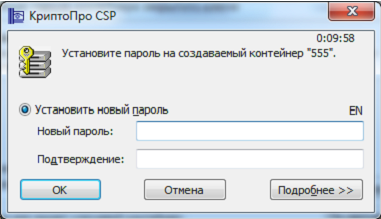 КриптоПро CSP
0:09:58
Установите пароль на создаваемый контейнер "555".
Установить новый пароль
EN
Новый пароль:
Подтверждение:
ОК
Отмена
Подробнее >>